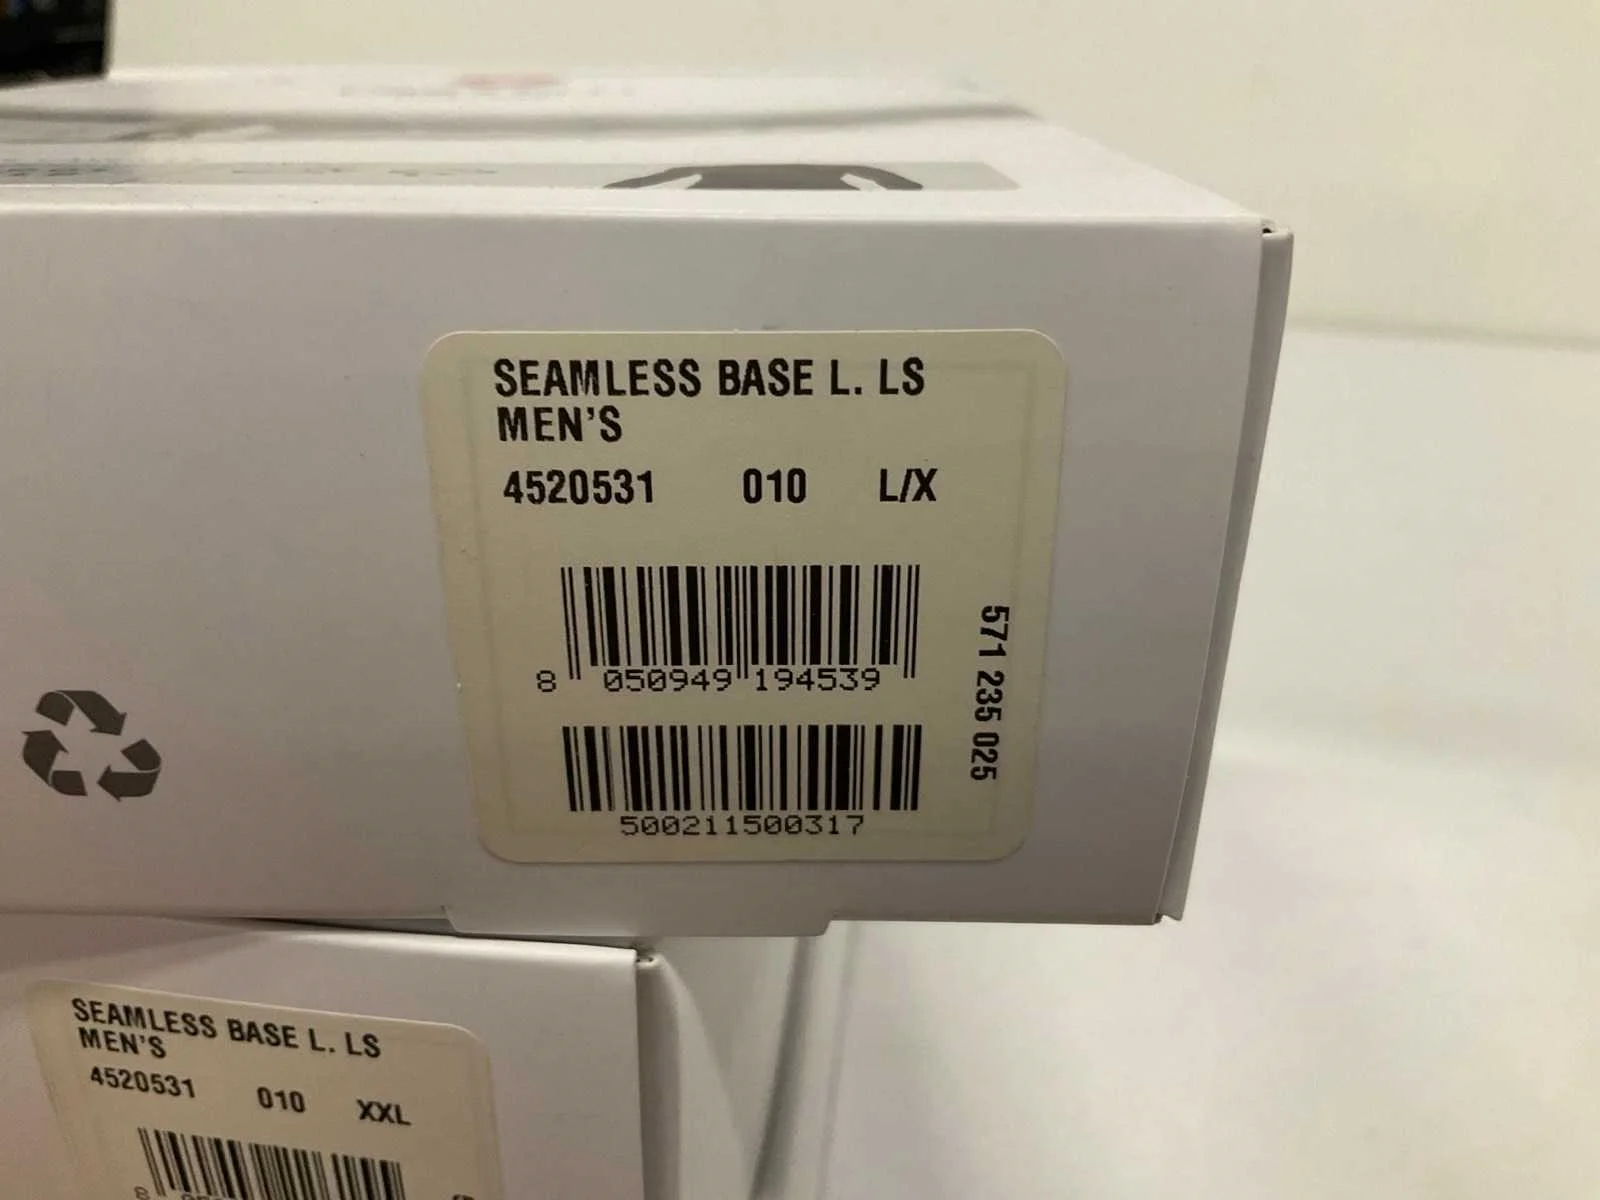 SEAMLESS BASE L. LS
MEN'S
4520531 010 L/X
8 050949 194539
571 235 025
500211500317
SEAMLESS BASE L. LS
MEN'S
4520531 010 XXL
8